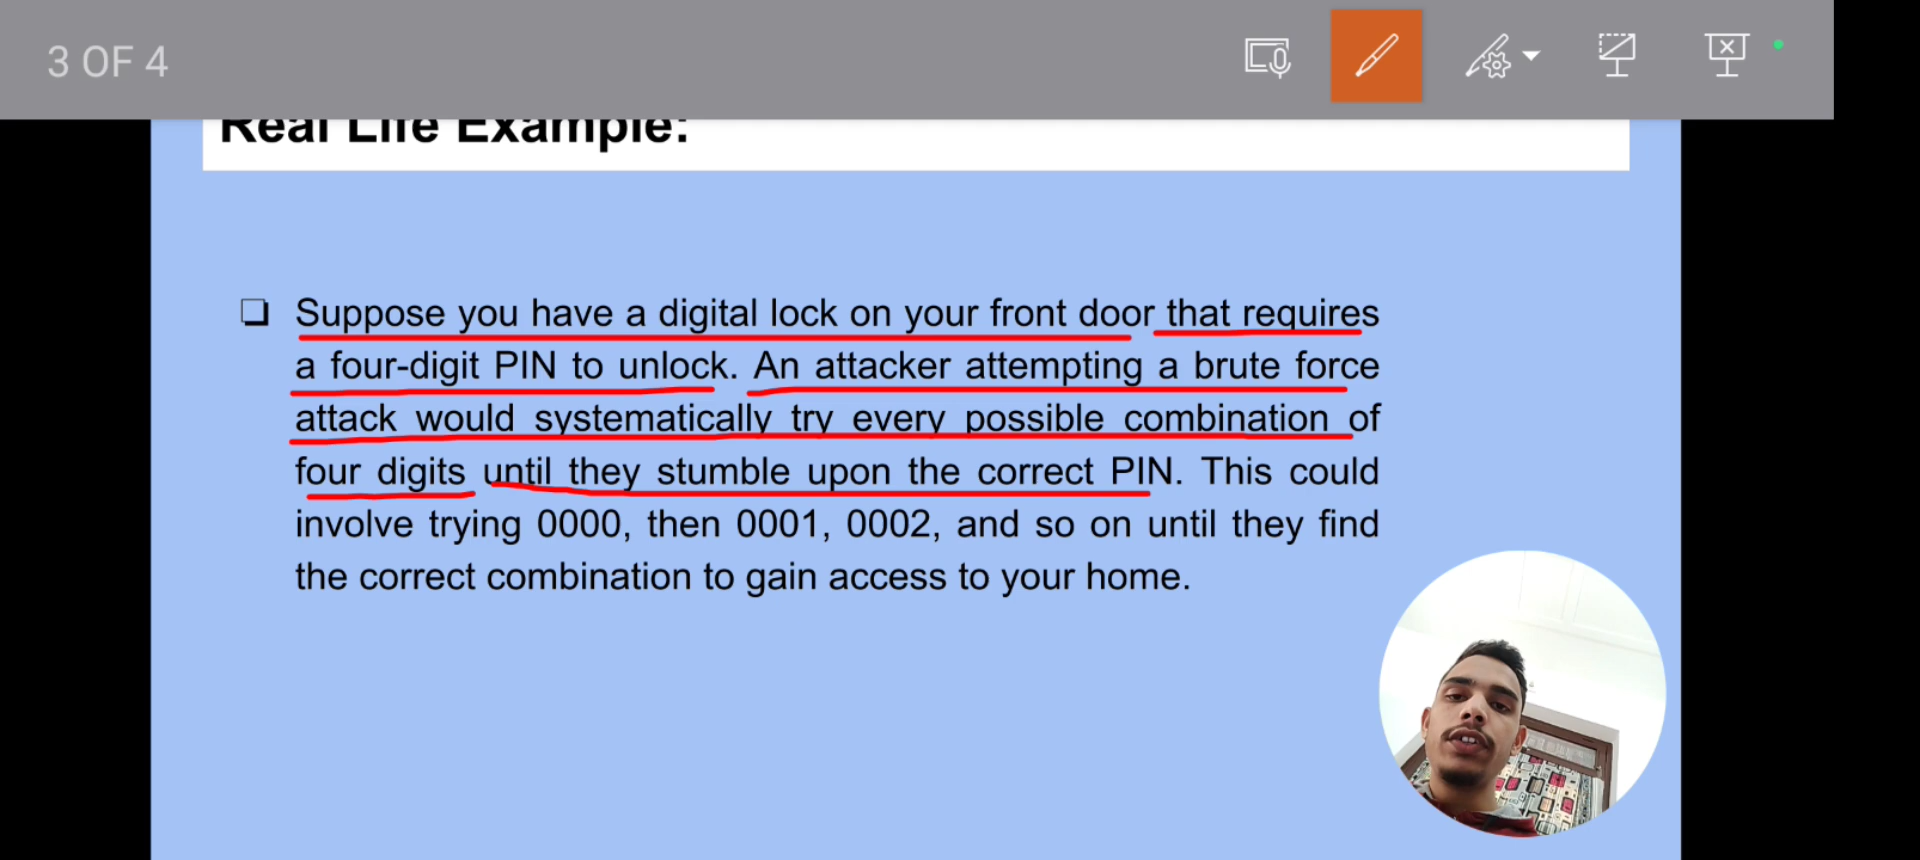 3 OF 4
Real Life Example:
Suppose you have a digital lock on your front door that requires
a four-digit PIN to unlock. An attacker attempting a brute force
attack would systematically try every possible combination of
four digits until they stumble upon the correct PIN. This could
involve trying 0000, then 0001, 0002, and so on until they find
the correct combination to gain access to your home.